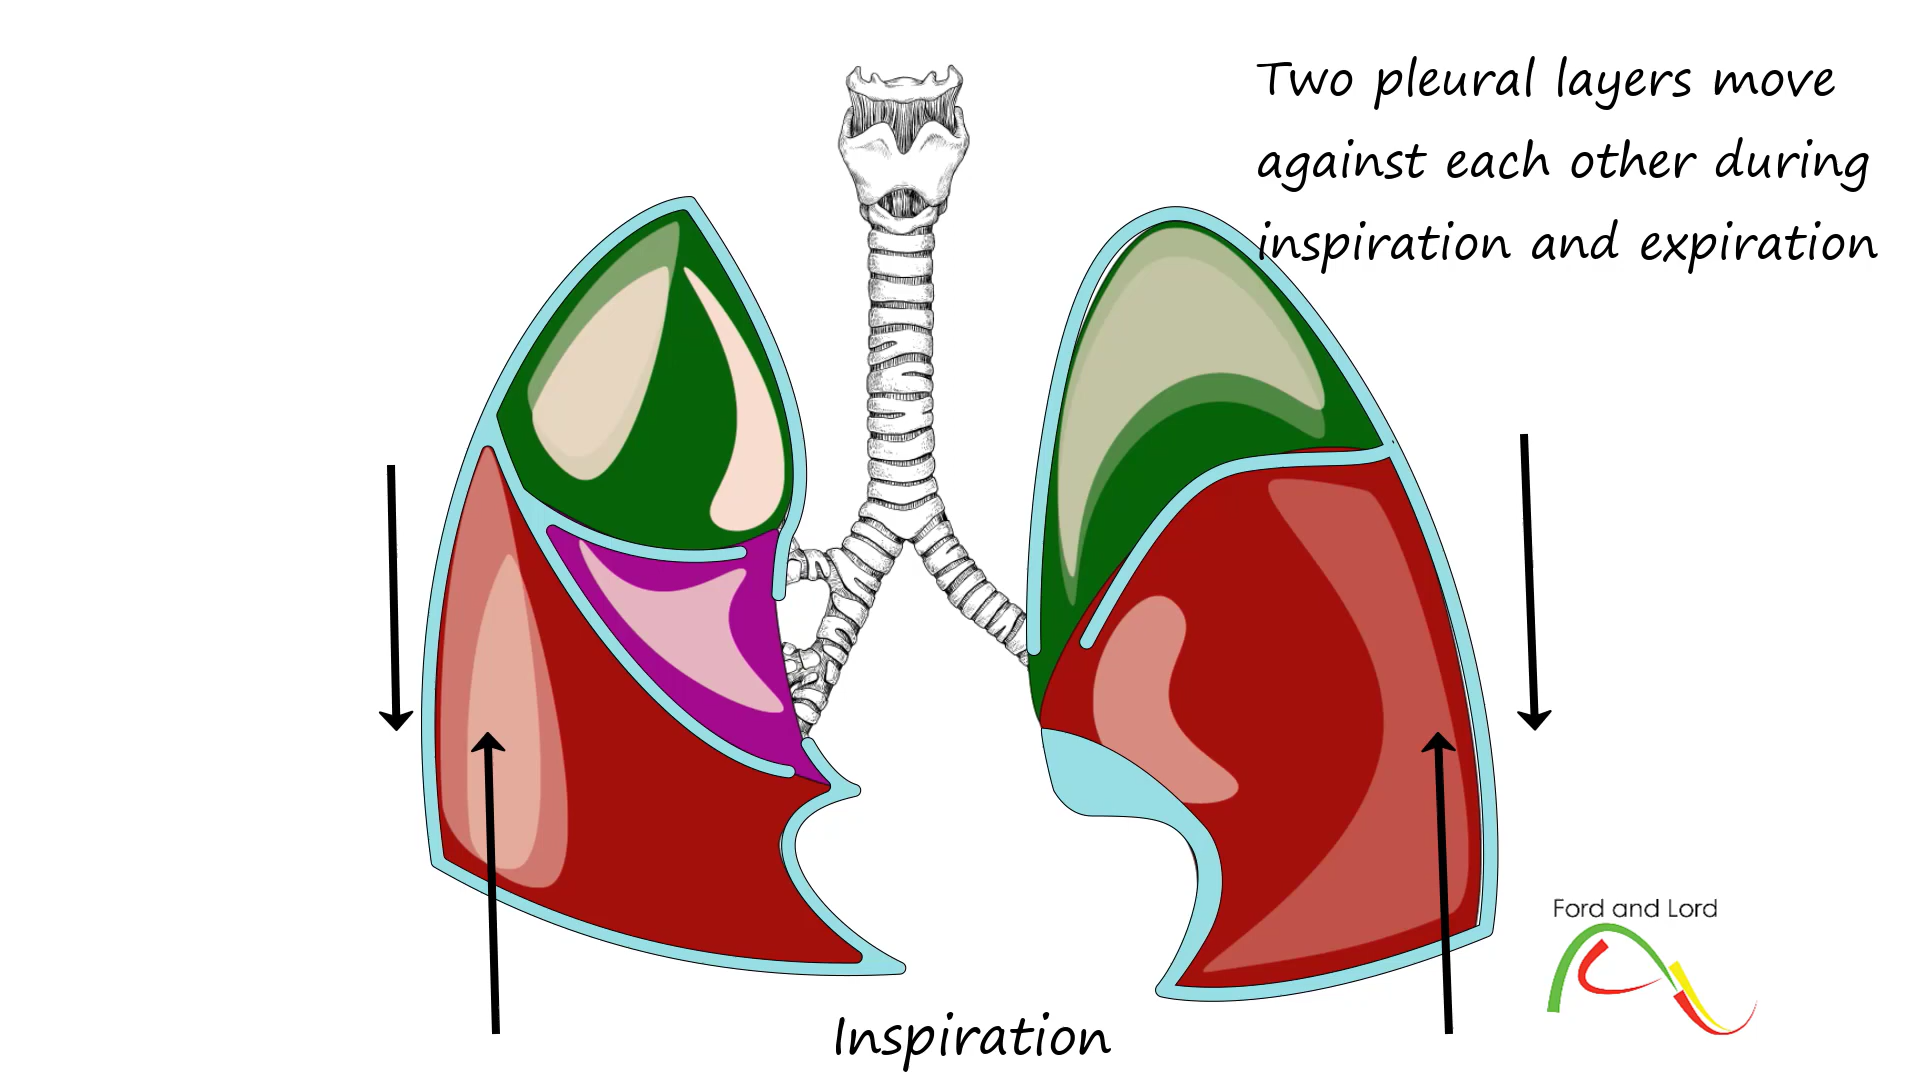 Two pleural layers move
against each other during
inspiration and expiration
Ford and Lord
Inspiration